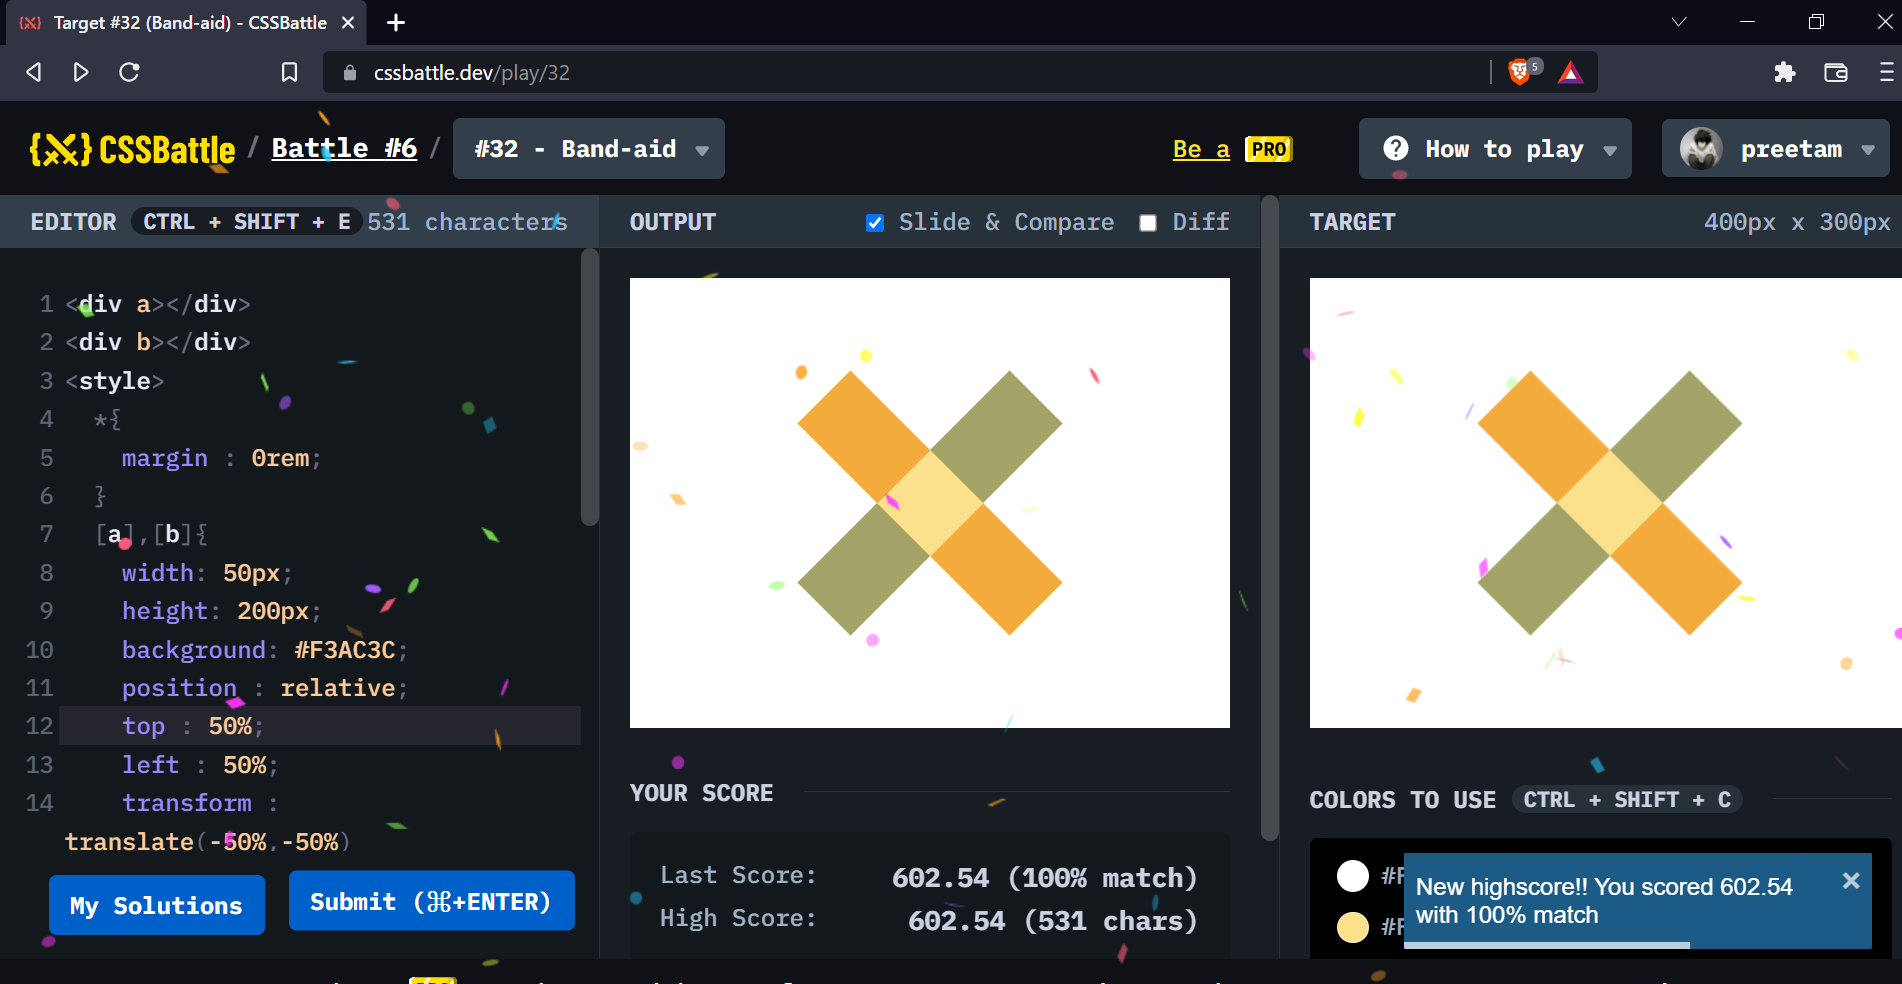 Target #32 (Band-aid) - CSSBattle
cssbattle.dev/play/32
5
{X} CSSBattle / Battle #6 / #32 - Band-aid
Be a PRO
How to play
preetam
EDITOR CTRL + SHIFT + E 531 characters
OUTPUT Slide & Compare Diff
TARGET 400px x 300px
1 <div a></div>
2 <div b></div>
3 <style>
4 *{
5 margin : 0rem;
6 }
7 [a],[b]{
8 width: 50px;
9 height: 200px;
10 background: #F3AC3C;
11 position : relative;
12 top : 50%;
13 left : 50%;
14 transform :
translate(-50%,-50%)
My Solutions
Submit (⌘+ENTER)
YOUR SCORE
Last Score: 602.54 (100% match)
High Score: 602.54 (531 chars)
COLORS TO USE CTRL + SHIFT + C
#F
#F
New highscore!! You scored 602.54
with 100% match